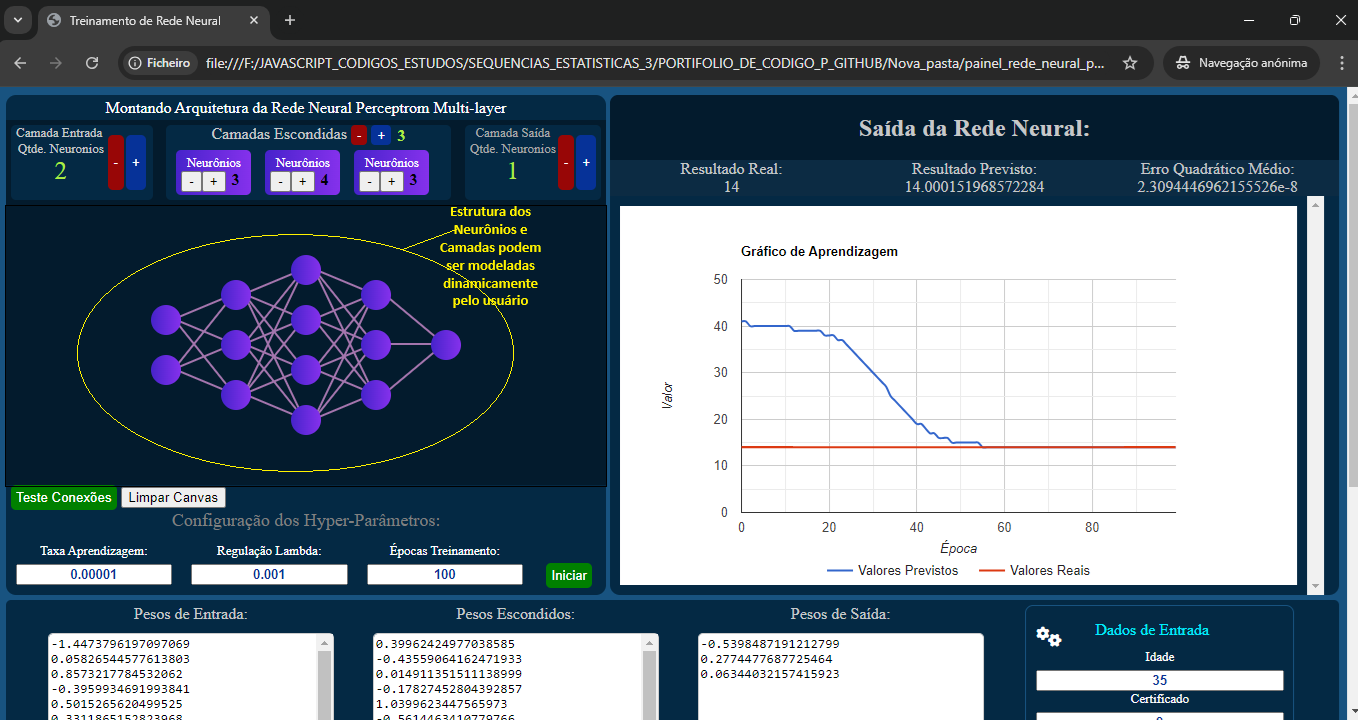 Treinamento de Rede Neural
Ficheiro
file:///F:/JAVASCRIPT_CODIGOS_ESTUDOS/SEQUENCIAS_ESTATISTICAS_3/PORTIFOLIO_DE_CODIGO_P_GITHUB/Nova_pasta/painel_rede_neural_p...
Navegação anónima
Montando Arquitetura da Rede Neural Perceptrom Multi-layer
Camada Entrada
Qtde. Neuronios
2
-
+
Camadas Escondidas - + 3
Neurônios
- + 3
Neurônios
- + 4
Neurônios
- + 3
Camada Saída
Qtde. Neuronios
1
-
+
Estrutura dos
Neurônios e
Camadas podem
ser modeladas
dinamicamente
pelo usuário
Teste Conexões
Limpar Canvas
Configuração dos Hyper-Parâmetros:
Taxa Aprendizagem:
0.00001
Regulação Lambda:
0.001
Épocas Treinamento:
100
Iniciar
Saída da Rede Neural:
Resultado Real:
14
Resultado Previsto:
14.000151968572284
Erro Quadrático Médio:
2.3094446962155526e-8
Gráfico de Aprendizagem
50
40
30
20
10
0
Valor
0 20 40 60 80
Época
Valores Previstos
Valores Reais
Pesos de Entrada:
-1.4473796197097069
0.05826544577613803
0.8573217784532062
-0.3959934691993841
0.5015265620499525
0.3311865152823968
Pesos Escondidos:
0.39962424977038585
-0.43559064162471933
0.014911351511138999
-0.17827452804392857
1.0399623447565973
-0.5614463410779766
Pesos de Saída:
-0.5398487191212799
0.2774477687725464
0.06344032157415923
Dados de Entrada
Idade
35
Certificado